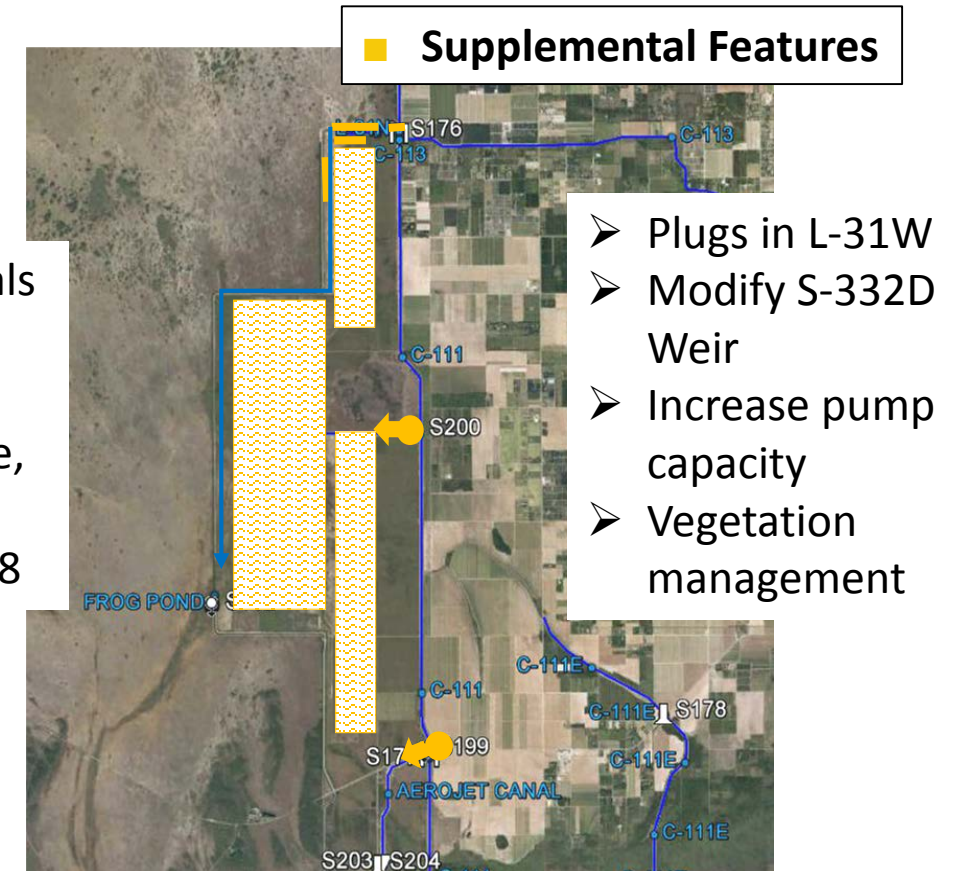 Supplemental Features
S176
C-113
C-113
Plugs in L-31W
Modify S-332D
Weir
Increase pump
capacity
Vegetation
management
C-111
S200
8
FROG POND
C-111E
C-111
C-111E
S178
199
C-111E
AEROJET CANAL
C-111E
S203
S204